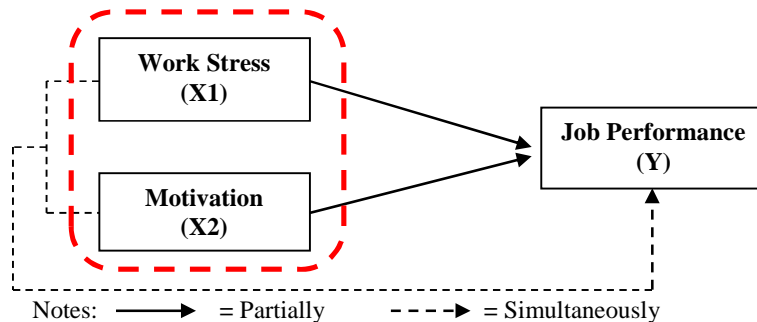 Work Stress
(X1)
Job Performance
(Y)
Motivation
(X2)
Notes: = Partially = Simultaneously